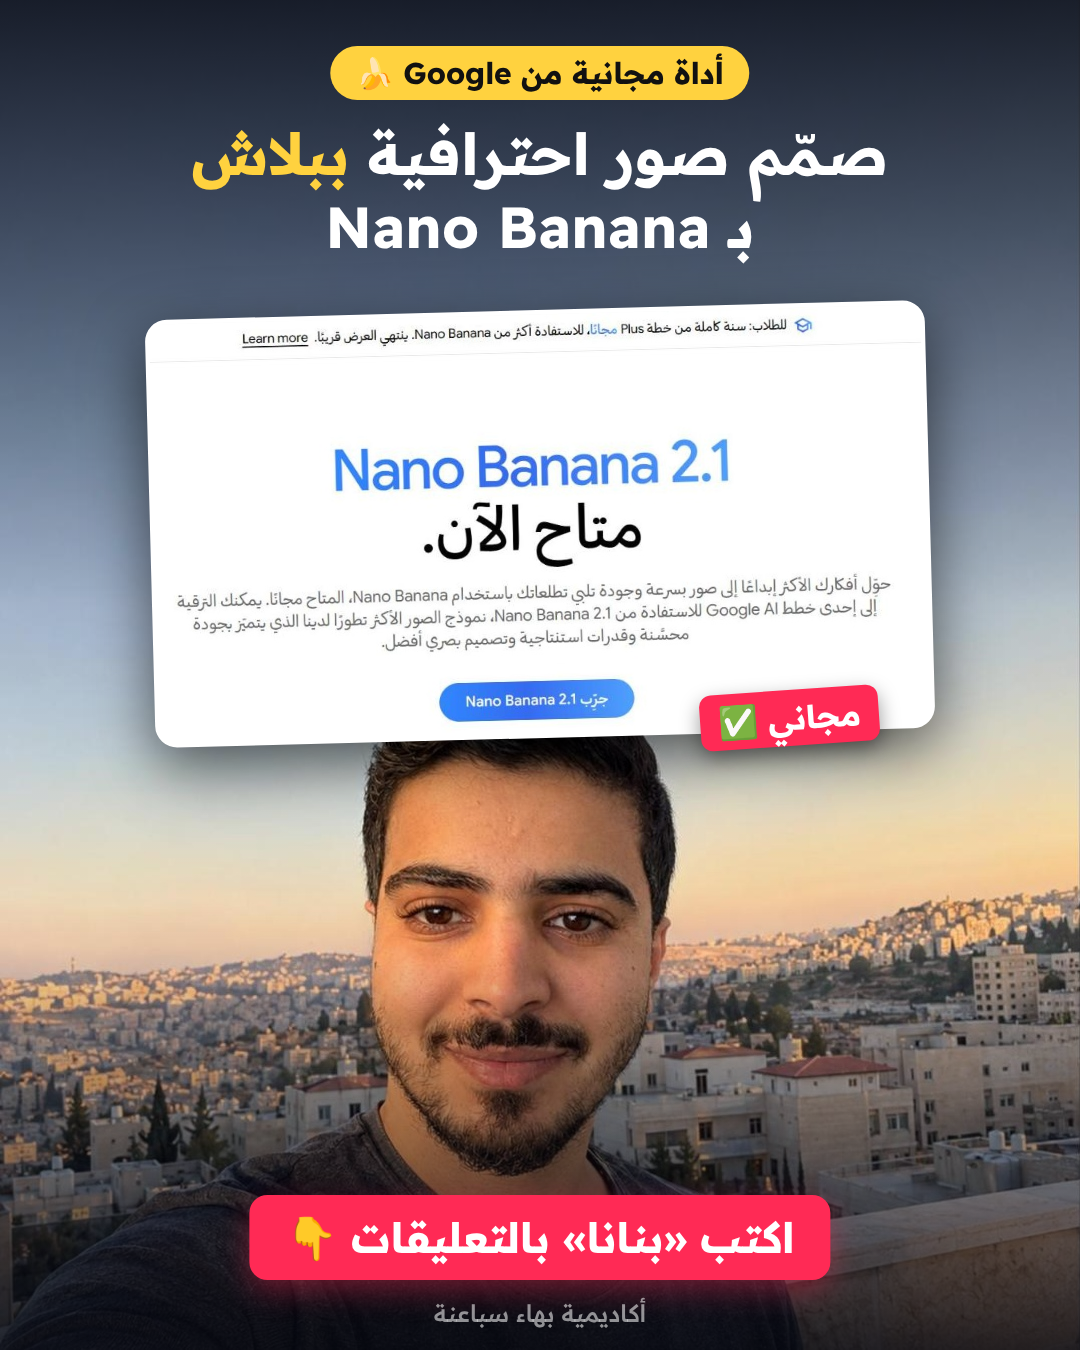 أداة مجانية من Google 🍌
صمّم صور احترافية ببلاش
بـ Nano Banana
للطلاب: سنة كاملة من خطة Plus مجانًا، للاستفادة أكثر من Nano Banana. ينتهي العرض قريبًا. Learn more
Nano Banana 2.1
متاح الآن.
حوّل أفكارك الأكثر إبداعًا إلى صور بسرعة وجودة تلبي تطلعاتك باستخدام Nano Banana، المتاح مجانًا. يمكنك الترقية
إلى إحدى خطط Google AI للاستفادة من Nano Banana 2.1، نموذج الصور الأكثر تطورًا لدينا الذي يتميّز بجودة
محسَّنة وقدرات استنتاجية وتصميم بصري أفضل.
جرِّب Nano Banana 2.1
مجاني ✅
اكتب «بنانا» بالتعليقات 👇
أكاديمية بهاء سباعنة